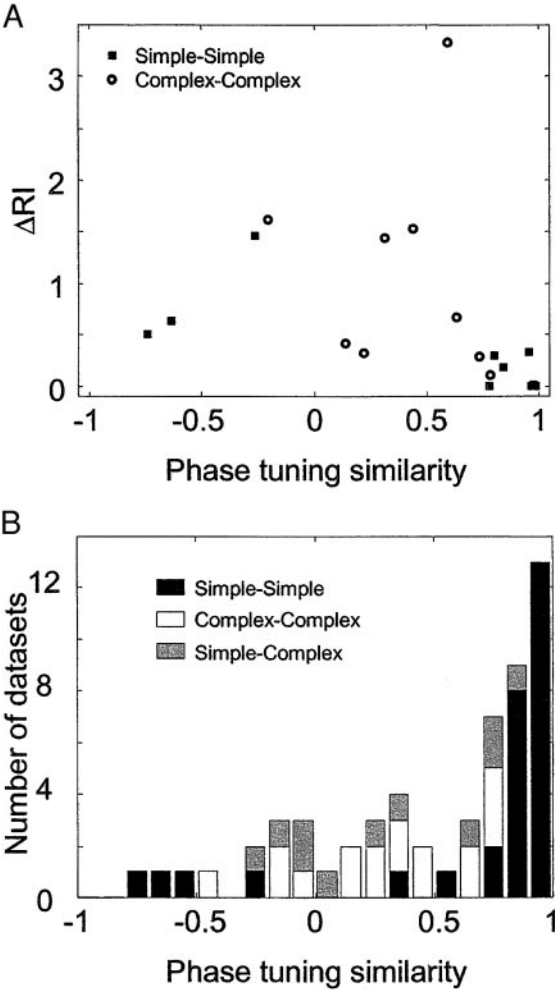 A
Simple-Simple
Complex-Complex
3
2
1
0
ΔRI
-1 -0.5 0 0.5 1
Phase tuning similarity
B
Simple-Simple
Complex-Complex
Simple-Complex
12
8
4
0
Number of datasets
-1 -0.5 0 0.5 1
Phase tuning similarity